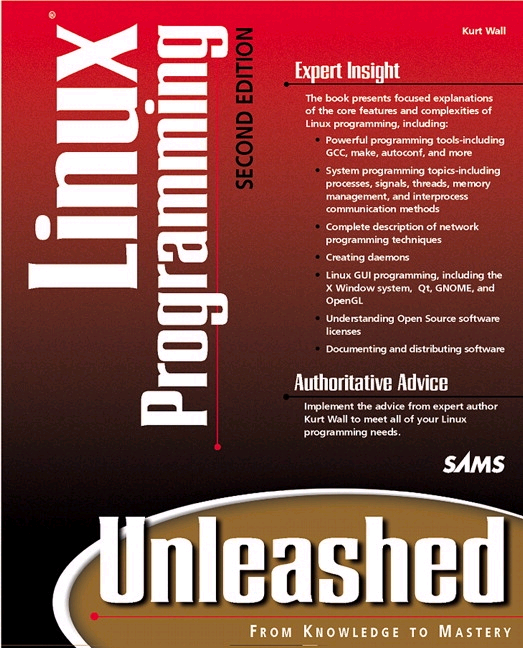 Linux®
Programming
SECOND EDITION
Kurt Wall
Expert Insight
The book presents focused explanations
of the core features and complexities of
Linux programming, including:
• Powerful programming tools-including
GCC, make, autoconf, and more
• System programming topics-including
processes, signals, threads, memory
management, and interprocess
communication methods
• Complete description of network
programming techniques
• Creating daemons
• Linux GUI programming, including the
X Window system, Qt, GNOME, and
OpenGL
• Understanding Open Source software
licenses
• Documenting and distributing software
Authoritative Advice
Implement the advice from expert author
Kurt Wall to meet all of your Linux
programming needs.
SAMS
Unleashed
FROM KNOWLEDGE TO MASTERY